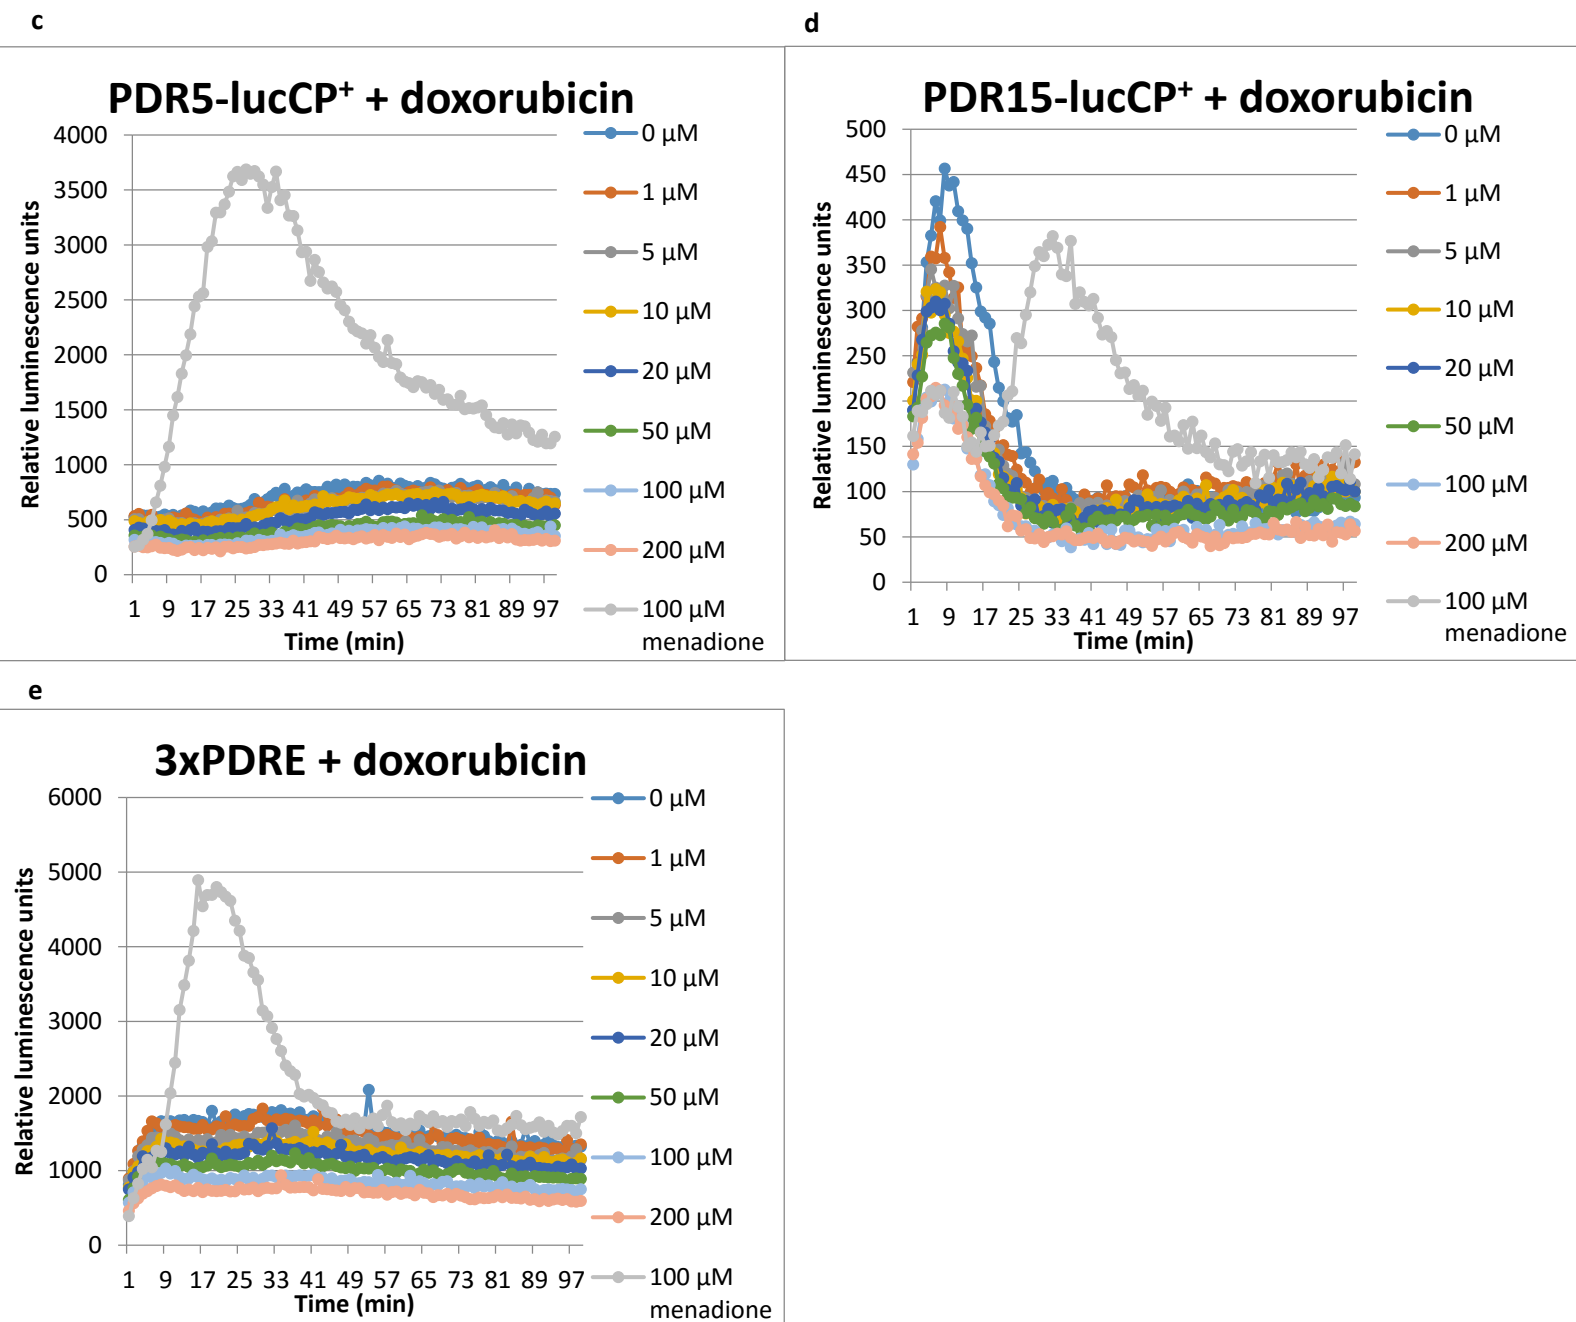 c
PDR5-lucCP⁺ + doxorubicin
Relative luminescence units
4000
3500
3000
2500
2000
1500
1000
500
0
1 9 17 25 33 41 49 57 65 73 81 89 97
Time (min)
0 µM
1 µM
5 µM
10 µM
20 µM
50 µM
100 µM
200 µM
100 µM
menadione
d
PDR15-lucCP⁺ + doxorubicin
Relative luminescence units
500
450
400
350
300
250
200
150
100
50
0
1 9 17 25 33 41 49 57 65 73 81 89 97
Time (min)
0 µM
1 µM
5 µM
10 µM
20 µM
50 µM
100 µM
200 µM
100 µM
menadione
e
3xPDRE + doxorubicin
Relative luminescence units
6000
5000
4000
3000
2000
1000
0
1 9 17 25 33 41 49 57 65 73 81 89 97
Time (min)
0 µM
1 µM
5 µM
10 µM
20 µM
50 µM
100 µM
200 µM
100 µM
menadione